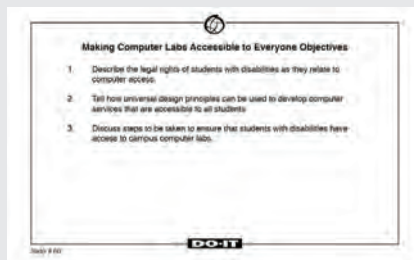 Making Computer Labs Accessible to Everyone Objectives
1. Describe the legal rights of students with disabilities as they relate to
computer access.
2. Tell how universal design principles can be used to develop computer
services that are accessible to all students.
3. Discuss steps to be taken to ensure that students with disabilities have
access to campus computer labs.
DO-IT